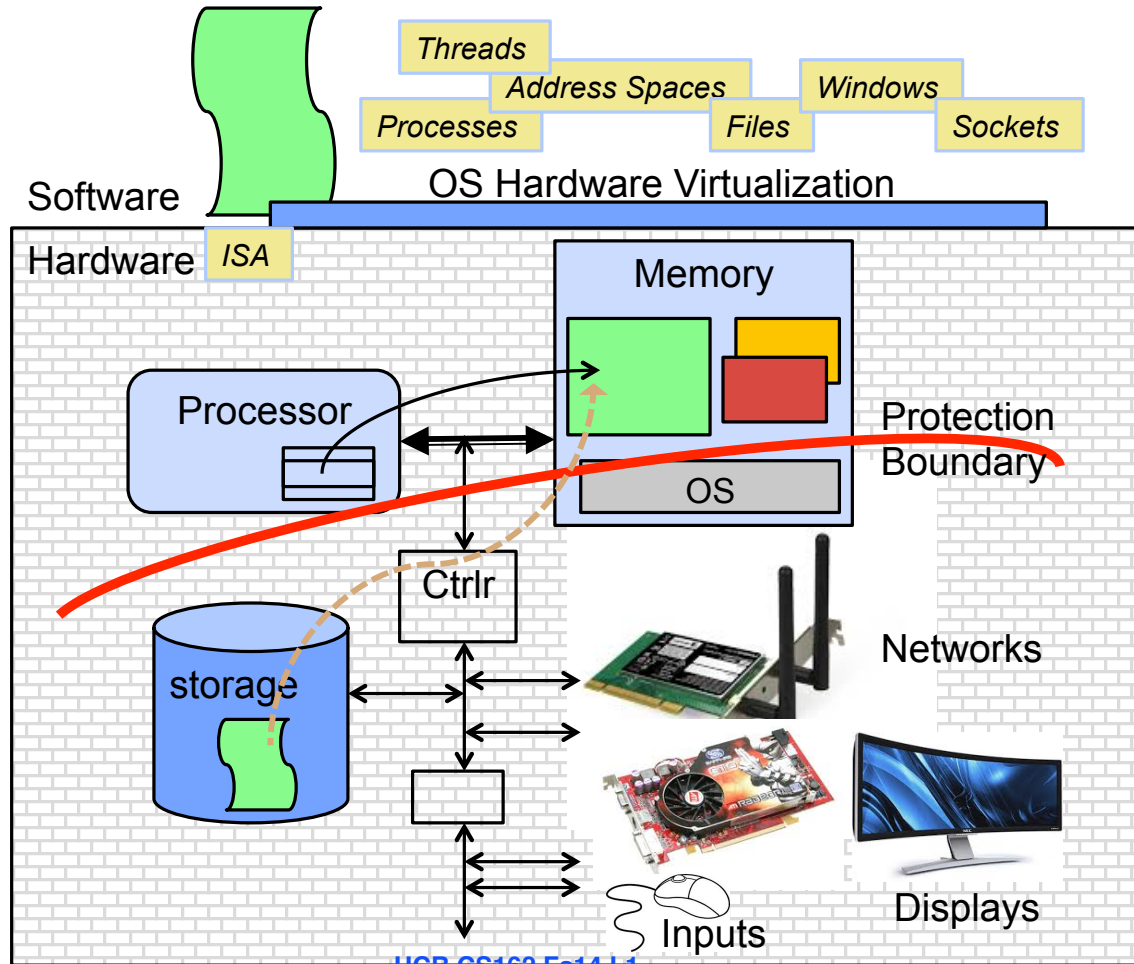 Threads
Address Spaces
Windows
Processes
Files
Sockets
Software
OS Hardware Virtualization
Hardware
ISA
Memory
Processor
Protection
Boundary
OS
Ctrlr
Networks
storage
Displays
Inputs